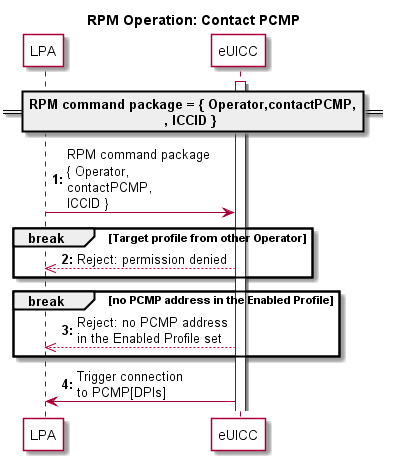 RPM Operation: Contact PCMP
LPA
eUICC
RPM command package = { Operator,contactPCMP,
, ICCID }
1: RPM command package
{ Operator,
contactPCMP,
ICCID }
break [Target profile from other Operator]
2: Reject: permission denied
break [no PCMP address in the Enabled Profile]
3: Reject: no PCMP address
in the Enabled Profile set
4: Trigger connection
to PCMP[DPIs]
LPA
eUICC